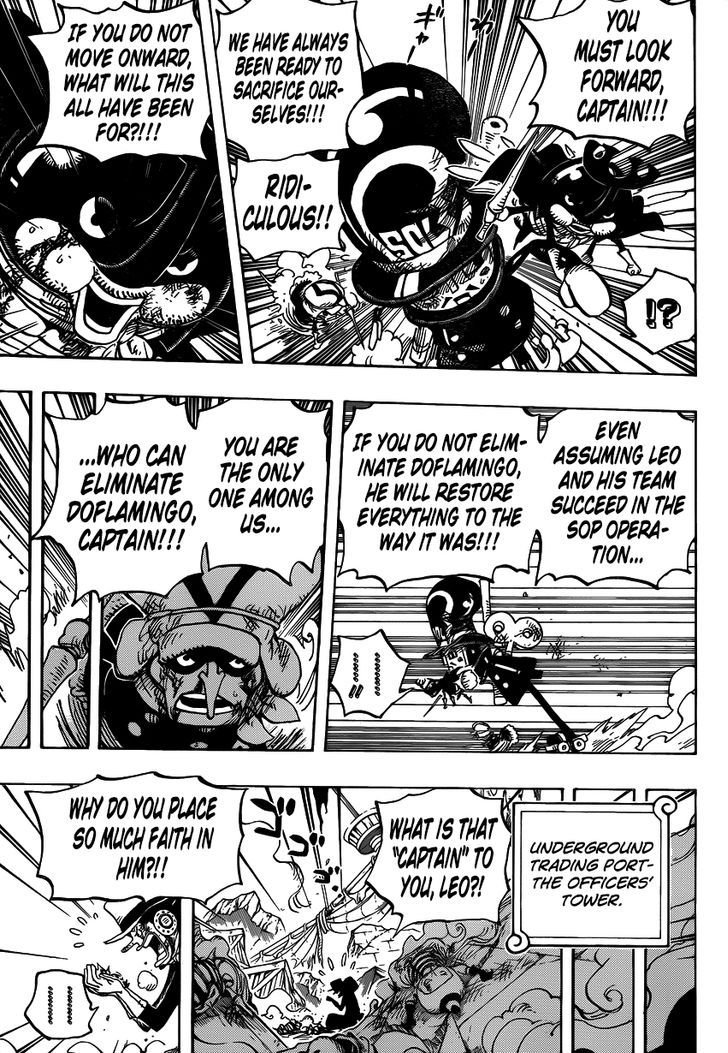 YOU
MUST LOOK
FORWARD,
CAPTAIN!!!
!?
WE HAVE ALWAYS
BEEN READY TO
SACRIFICE OUR-
SELVES!!!
RIDI-
CULOUS!!
IF YOU DO NOT
MOVE ONWARD,
WHAT WILL THIS
ALL HAVE BEEN
FOR?!!!
EVEN
ASSUMING LEO
AND HIS TEAM
SUCCEED IN THE
SOP OPERA-
TION...
IF YOU DO NOT ELIM-
INATE DOFLAMINGO,
HE WILL RESTORE
EVERYTHING TO THE
WAY IT WAS!!!
YOU ARE
THE ONLY
ONE AMONG
US...
...WHO CAN
ELIMINATE
DOFLAMINGO,
CAPTAIN!!!
UNDERGROUND
TRADING PORT-
THE OFFICERS'
TOWER.
WHAT IS THAT
"CAPTAIN" TO
YOU, LEO?!
WHY DO YOU PLACE
SO MUCH FAITH IN
HIM?!!